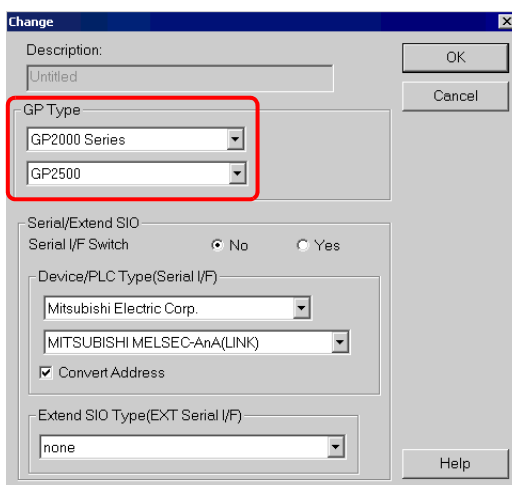 Change
Description:
Untitled
OK
Cancel
GP Type
GP2000 Series
GP2500
Serial/Extend SIO
Serial I/F Switch No Yes
Device/PLC Type(Serial I/F)
Mitsubishi Electric Corp.
MITSUBISHI MELSEC-AnA(LINK)
Convert Address
Extend SIO Type(EXT Serial I/F)
none
Help